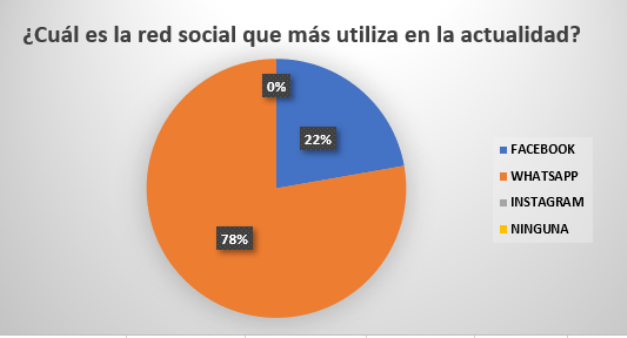 ¿Cuál es la red social que más utiliza en la actualidad?
0%
22%
78%
FACEBOOK
WHATSAPP
INSTAGRAM
NINGUNA